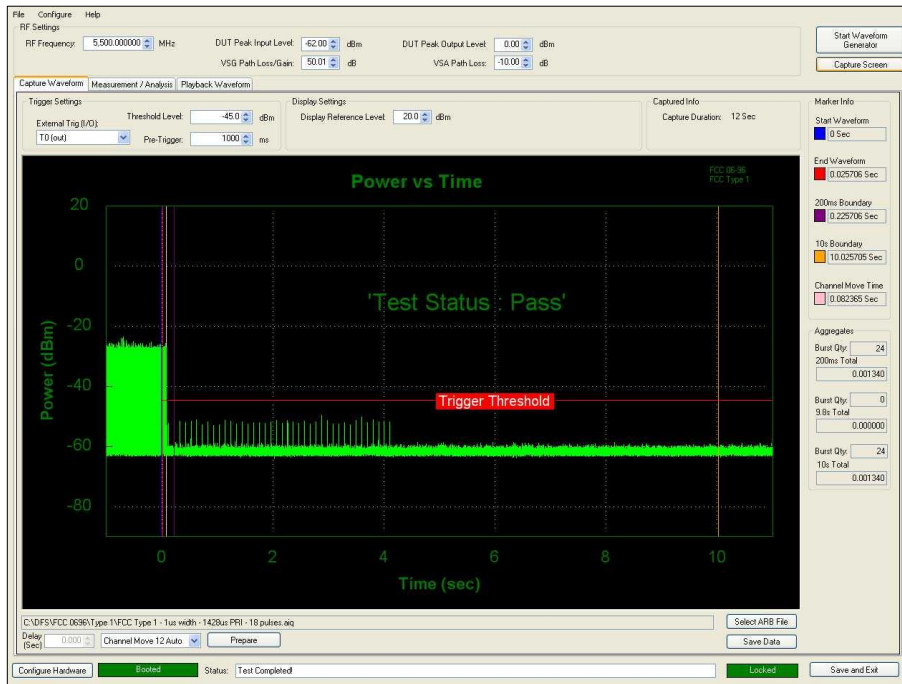 File Configure Help
RF Settings
RF Frequency: 5,500.000000 MHz DUT Peak Input Level: -62.00 dBm DUT Peak Output Level: 0.00 dBm
VSG Path Loss/Gain: 50.01 dB VSA Path Loss: -10.00 dB
Start Waveform Generator
Capture Screen
Capture Waveform Measurement / Analysis Playback Waveform
Trigger Settings
External Trig (I/O): Threshold Level: -45.0 dBm
T0 (out) Pre-Trigger: 1000 ms
Display Settings
Display Reference Level: 20.0 dBm
Captured Info
Capture Duration: 12 Sec
Marker Info
Start Waveform
0 Sec
End Waveform
0.025706 Sec
200ms Boundary
0.225706 Sec
10s Boundary
10.025705 Sec
Channel Move Time
0.082365 Sec
Aggregates
Burst Qty: 24
200ms Total
0.001340
Burst Qty: 0
9.8s Total
0.000000
Burst Qty: 24
10s Total
0.001340
Power vs Time
FCC 06-96
FCC Type 1
20
0
-20
-40
-60
-80
Power (dBm)
'Test Status : Pass'
Trigger Threshold
0 2 4 6 8 10
Time (sec)
C:\DFS\FCC 0696\Type 1\FCC Type 1 - 1us width - 1428us PRI - 18 pulses.aiq
Select ARB File
Delay (Sec) 0.000 Channel Move 12 Auto Prepare
Save Data
Configure Hardware Booted Status: Test Completed! Locked Save and Exit